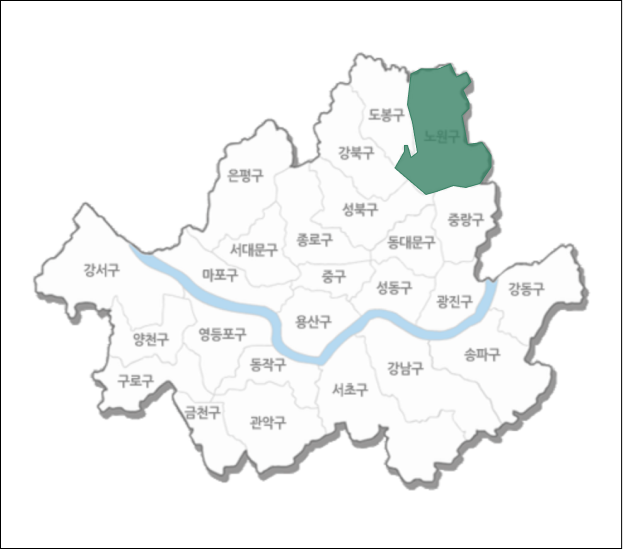 도봉구
노원구
강북구
은평구
성북구
중랑구
종로구
동대문구
서대문구
강서구
마포구
중구
성동구
강동구
광진구
용산구
영등포구
양천구
송파구
동작구
강남구
구로구
서초구
금천구
관악구